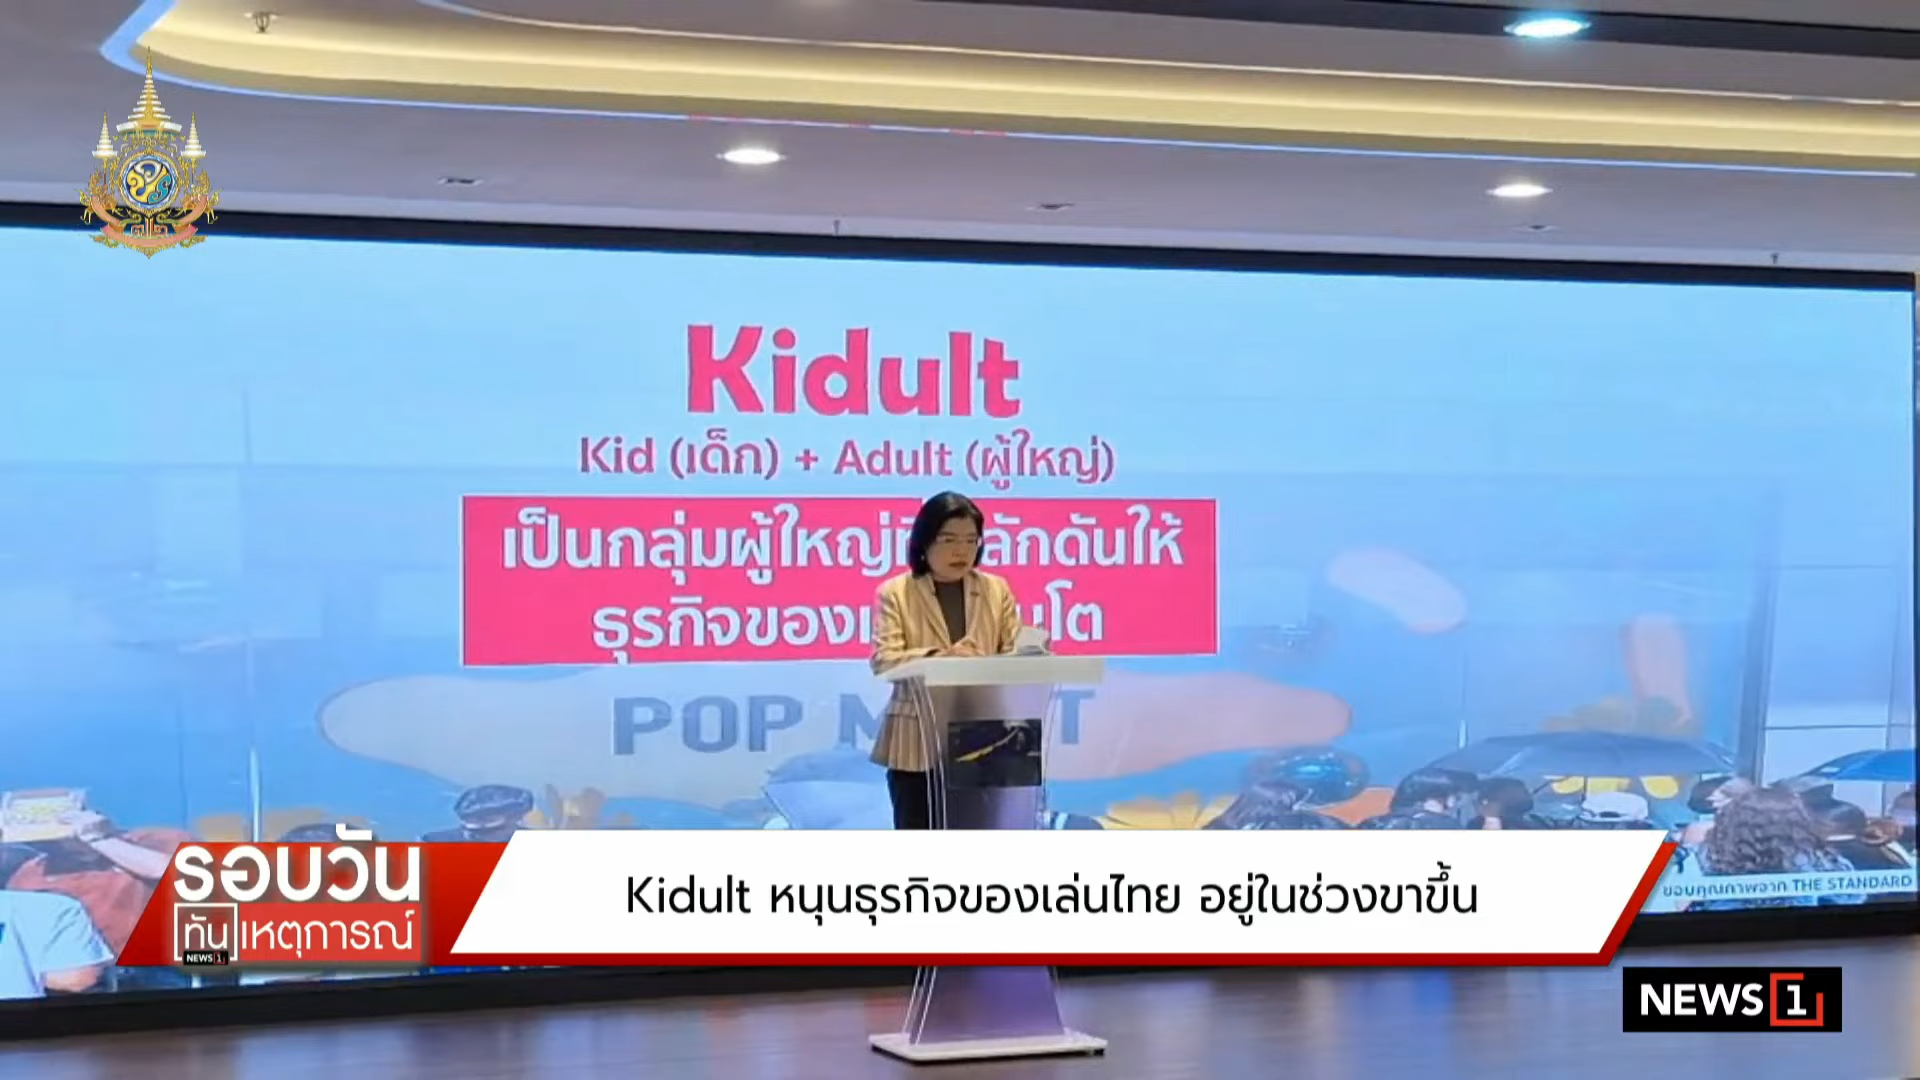 Kidult
Kid (เด็ก) + Adult (ผู้ใหญ่)
เป็นกลุ่มผู้ใหญ่ ลักดันให้
ธุรกิจของ โต
POP M T
รอบวัน
ทัน เหตุการณ์
NEWS 1
Kidult หนุนธุรกิจของเล่นไทย อยู่ในช่วงขาขึ้น
ขอบคุณภาพจาก THE STANDARD
NEWS 1